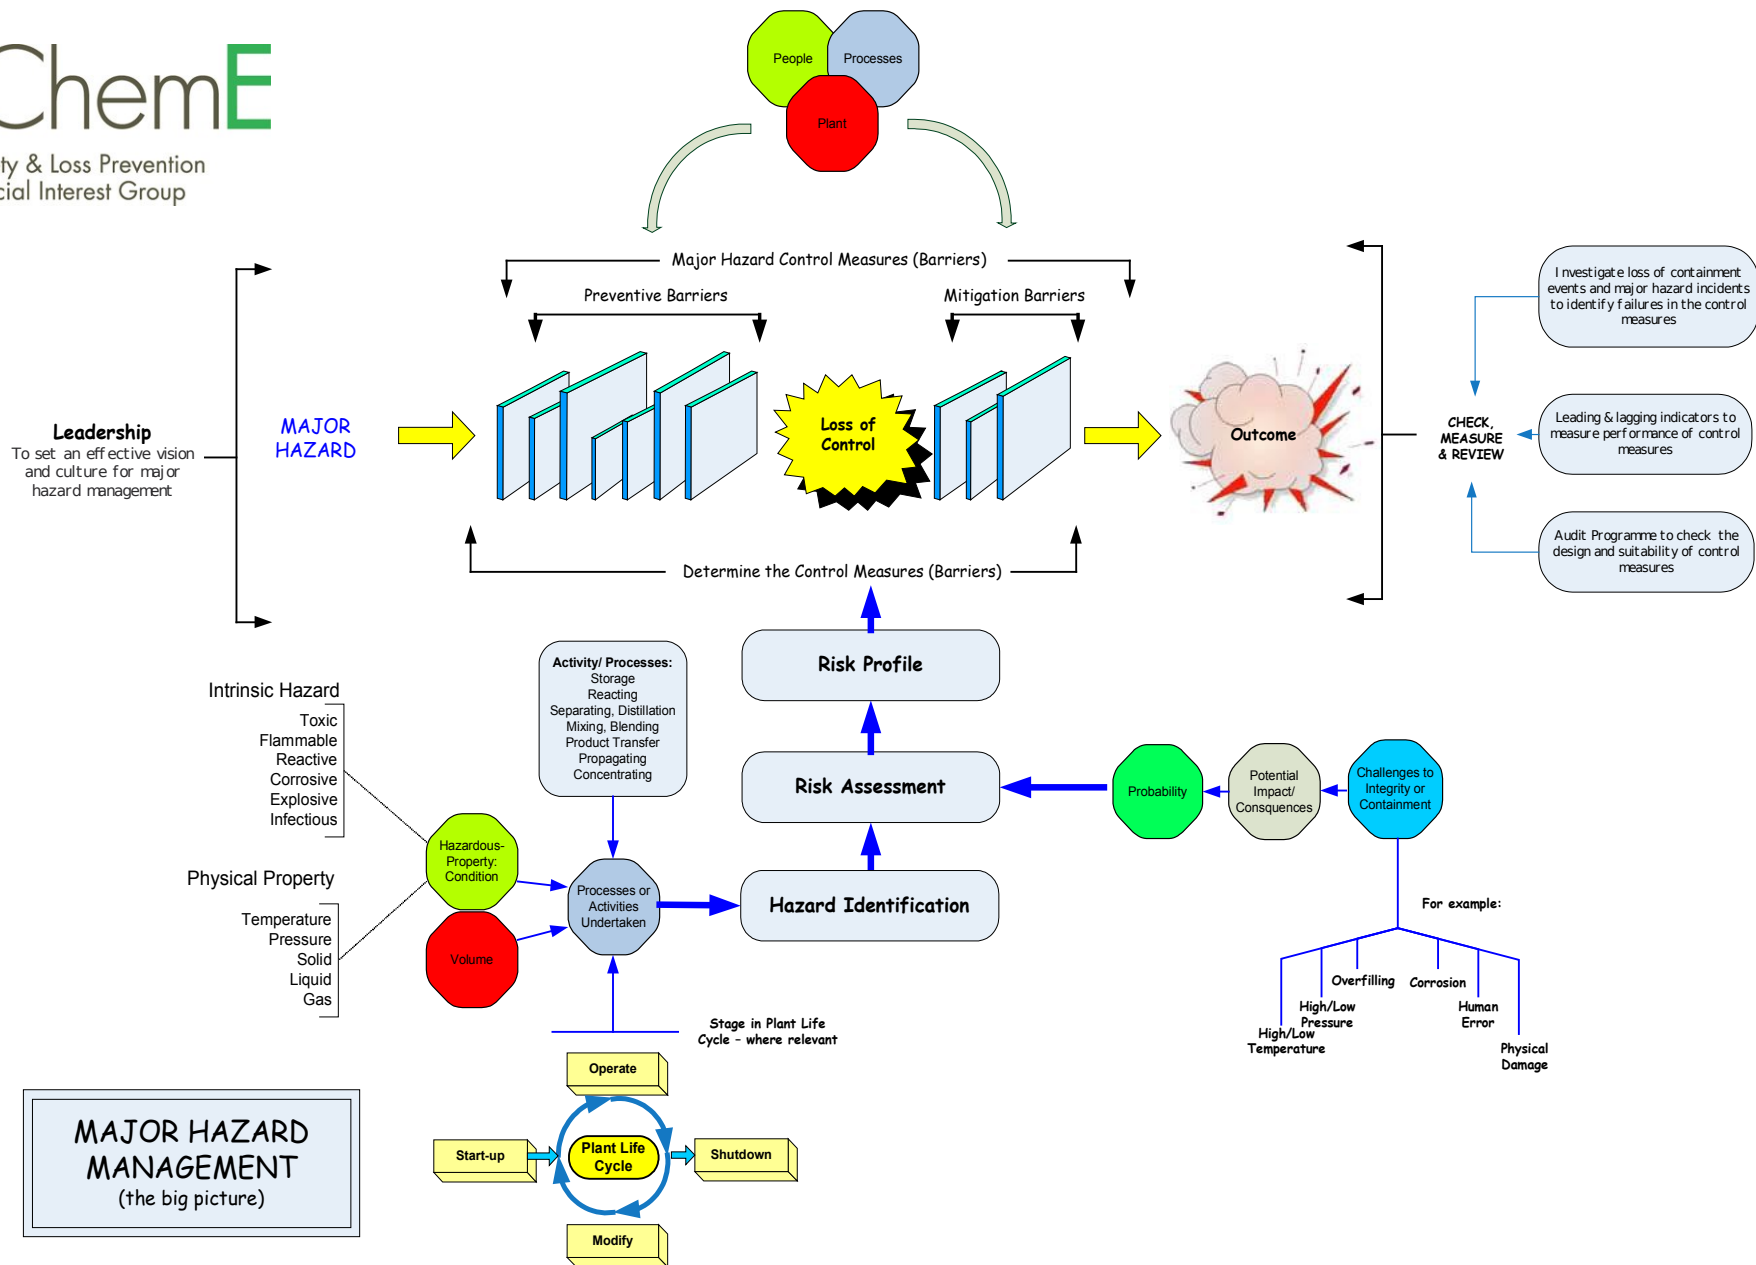 ChemE
ty & Loss Prevention
cial Interest Group
People
Processes
Plant
Major Hazard Control Measures (Barriers)
Preventive Barriers
Mitigation Barriers
Leadership
To set an effective vision
and culture for major
hazard management
MAJOR
HAZARD
Loss of
Control
Outcome
CHECK,
MEASURE
& REVIEW
Investigate loss of containment
events and major hazard incidents
to identify failures in the control
measures
Leading & lagging indicators to
measure performance of control
measures
Audit Programme to check the
design and suitability of control
measures
Determine the Control Measures (Barriers)
Risk Profile
Risk Assessment
Hazard Identification
Activity/ Processes:
Storage
Reacting
Separating, Distillation
Mixing, Blending
Product Transfer
Propagating
Concentrating
Intrinsic Hazard
Toxic
Flammable
Reactive
Corrosive
Explosive
Infectious
Physical Property
Temperature
Pressure
Solid
Liquid
Gas
Hazardous-
Property:
Condition
Volume
Processes or
Activities
Undertaken
Probability
Potential
Impact/
Consquences
Challenges to
Integrity or
Containment
For example:
High/Low
Temperature
High/Low
Pressure
Overfilling
Corrosion
Human
Error
Physical
Damage
Stage in Plant Life
Cycle – where relevant
Operate
Start-up
Plant Life
Cycle
Shutdown
Modify
MAJOR HAZARD
MANAGEMENT
(the big picture)